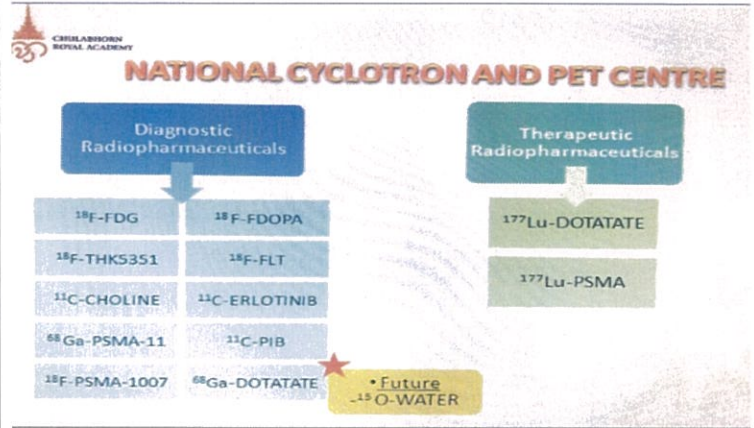 CHULABHORN
ROYAL ACADEMY
NATIONAL CYCLOTRON AND PET CENTRE
Diagnostic
Radiopharmaceuticals
Therapeutic
Radiopharmaceuticals
¹⁸F-FDG
¹⁸F-FDOPA
¹⁷⁷Lu-DOTATATE
¹⁸F-THK5351
¹⁸F-FLT
¹⁷⁷Lu-PSMA
¹¹C-CHOLINE
¹¹C-ERLOTINIB
⁶⁸Ga-PSMA-11
¹¹C-PIB
¹⁸F-PSMA-1007
⁶⁸Ga-DOTATATE
• Future
-¹⁵O-WATER